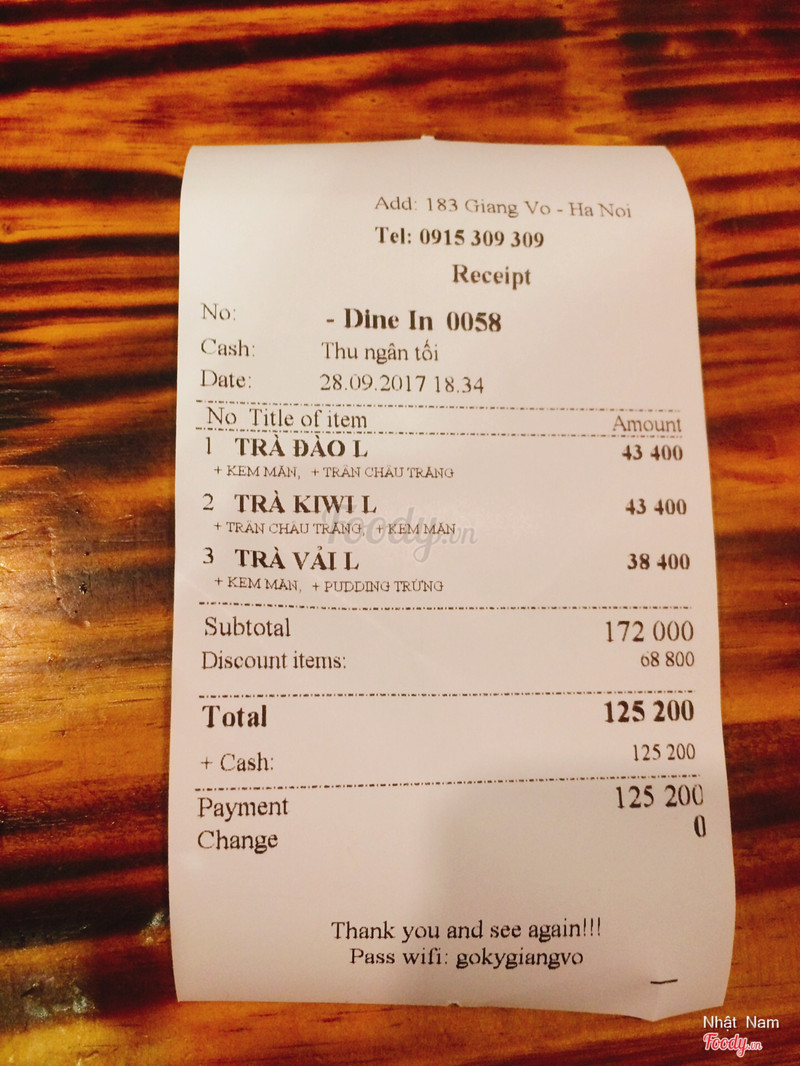 Add: 183 Giang Vo - Ha Noi
Tel: 0915 309 309
Receipt
No: - Dine In 0058
Cash: Thu ngân tối
Date: 28.09.2017 18.34
No Title of item Amount
1 TRÀ ĐÀO L 43 400
+ KEM MẶN, + TRÂN CHÂU TRẮNG
2 TRÀ KIWI L 43 400
+ TRÂN CHÂU TRẮNG, + KEM MẶN
Foody.vn
3 TRÀ VẢI L 38 400
+ KEM MẶN, + PUDDING TRỨNG
Subtotal 172 000
Discount items: 68 800
Total 125 200
+ Cash: 125 200
Payment 125 200
Change 0
Thank you and see again!!!
Pass wifi: gokygiangvo
Nhật Nam
Foody.vn